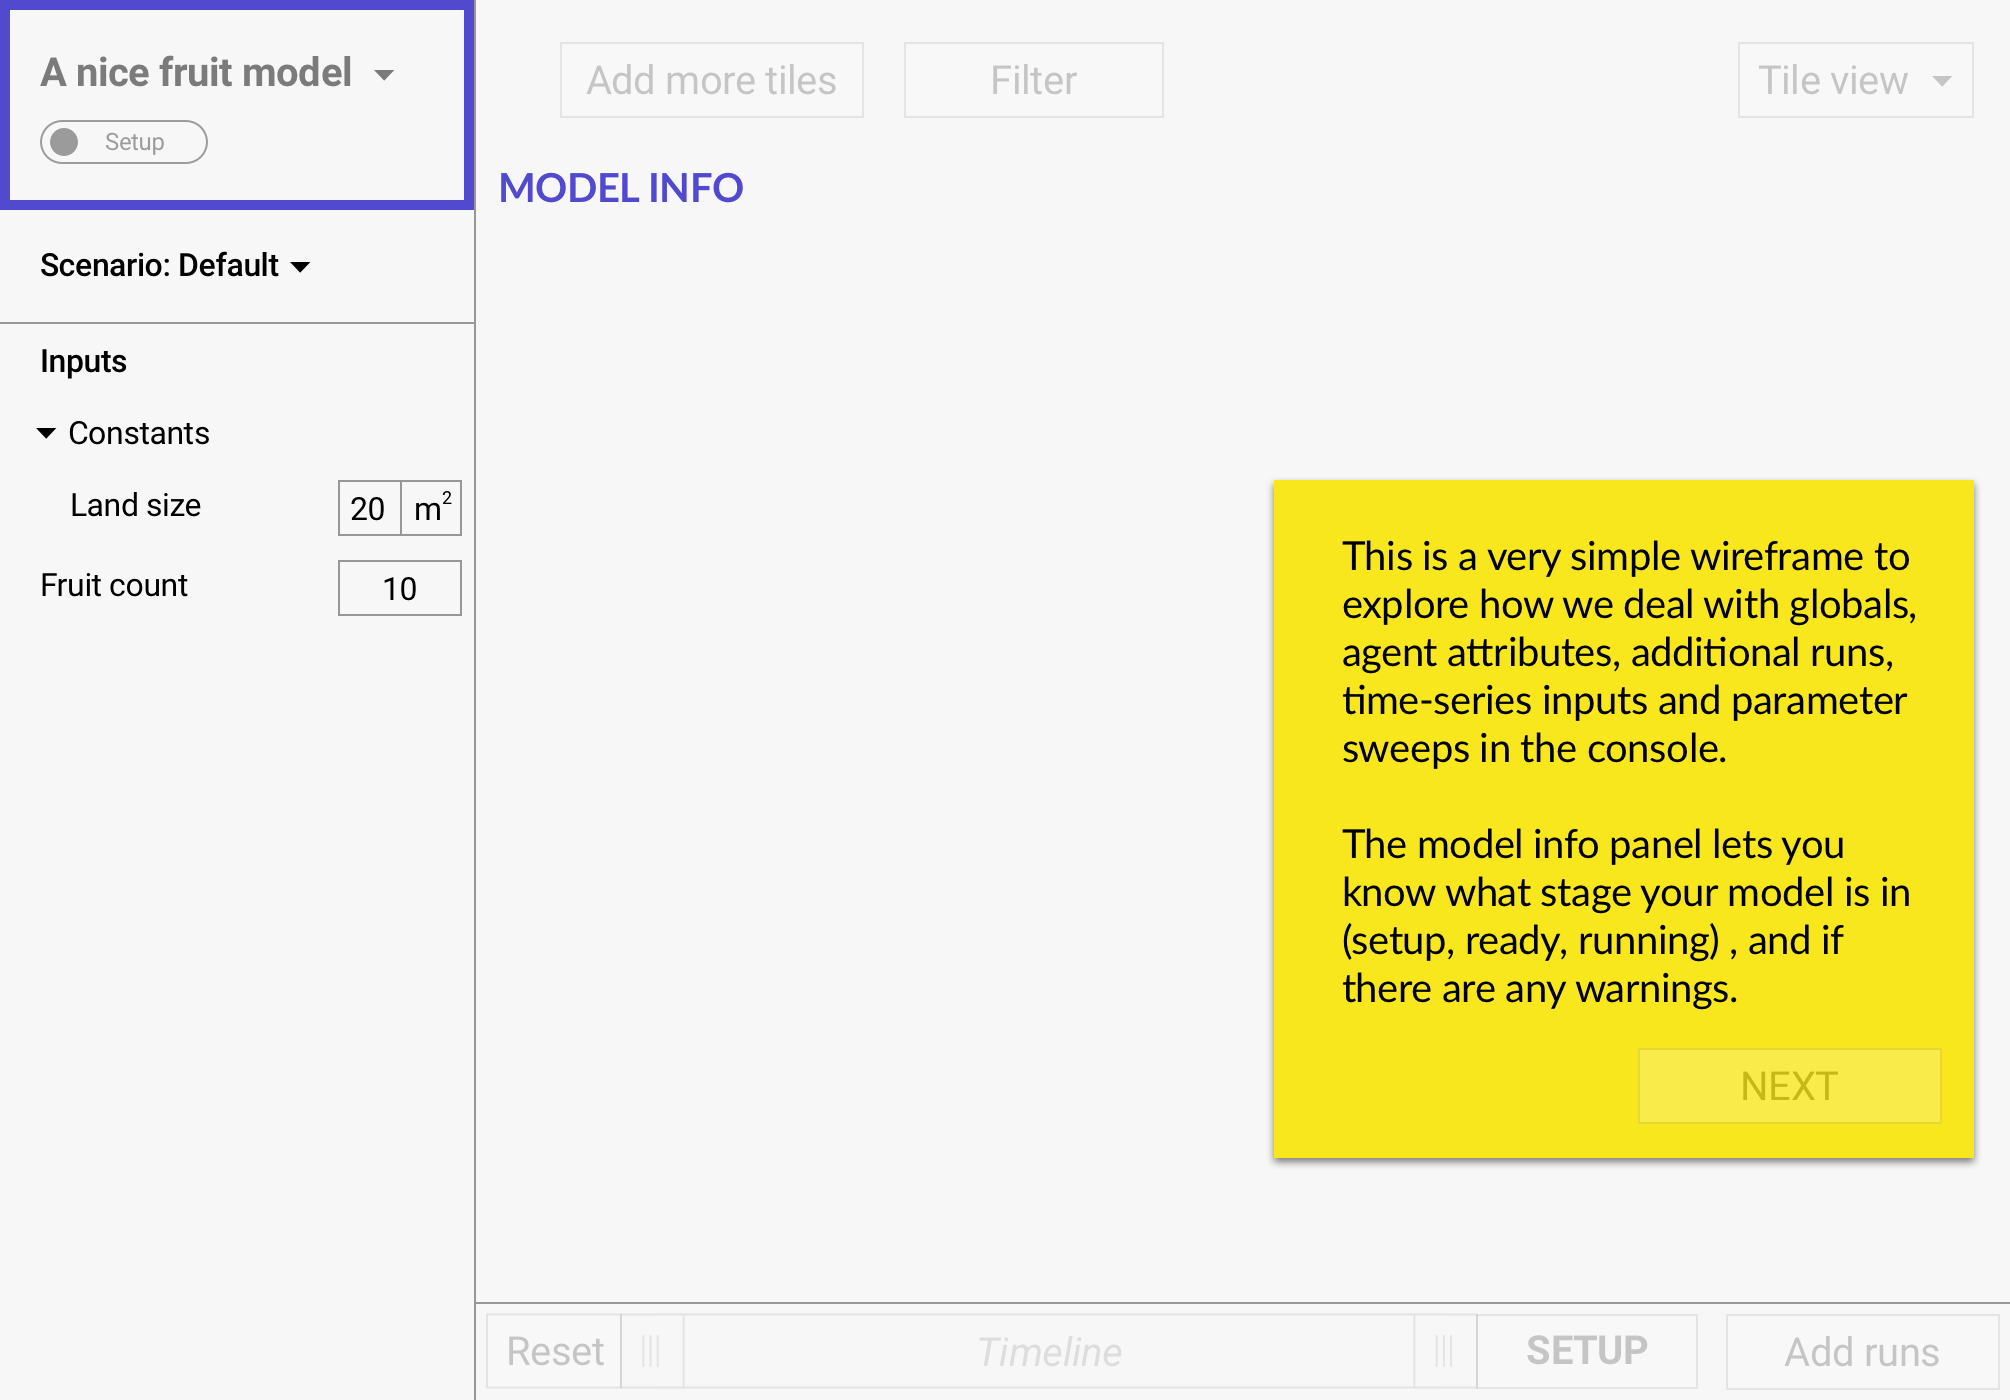 A nice fruit model
Setup
Scenario: Default
Inputs
Constants
Land size
20
m²
Fruit count
10
Add more tiles
Filter
Tile view
MODEL INFO
This is a very simple wireframe to
explore how we deal with globals,
agent attributes, additional runs,
time-series inputs and parameter
sweeps in the console.
The model info panel lets you
know what stage your model is in
(setup, ready, running) , and if
there are any warnings.
NEXT
Reset
Timeline
SETUP
Add runs